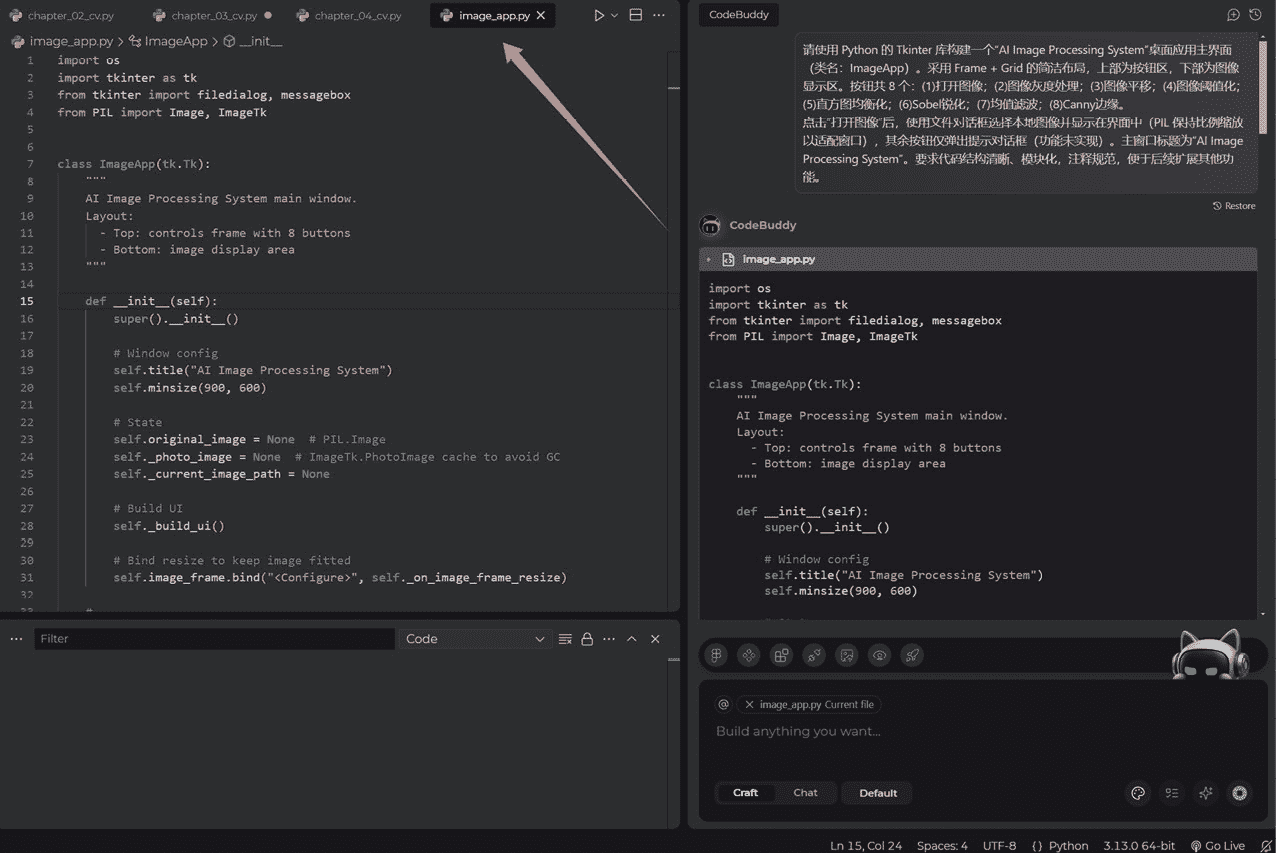 chapter_02_cv.py
chapter_03_cv.py
chapter_04_cv.py
image_app.py
image_app.py > ImageApp > __init__
1 import os
2 import tkinter as tk
3 from tkinter import filedialog, messagebox
4 from PIL import Image, ImageTk
5
6
7 class ImageApp(tk.Tk):
8 """
9 AI Image Processing System main window.
10 Layout:
11 - Top: controls frame with 8 buttons
12 - Bottom: image display area
13 """
14
15 def __init__(self):
16 super().__init__()
17
18 # Window config
19 self.title("AI Image Processing System")
20 self.minsize(900, 600)
21
22 # State
23 self.original_image = None # PIL.Image
24 self._photo_image = None # ImageTk.PhotoImage cache to avoid GC
25 self._current_image_path = None
26
27 # Build UI
28 self._build_ui()
29
30 # Bind resize to keep image fitted
31 self.image_frame.bind("<Configure>", self._on_image_frame_resize)
32
Filter
Code
CodeBuddy
请使用 Python 的 Tkinter 库构建一个“AI Image Processing System”桌面应用主界面
（类名：ImageApp）。采用 Frame + Grid 的简洁布局，上部为按钮区，下部为图像
显示区。按钮共 8 个：(1)打开图像；(2)图像灰度处理；(3)图像平移；(4)图像阈值化；
(5)直方图均衡化；(6)Sobel锐化；(7)均值滤波；(8)Canny边缘。
点击“打开图像”后，使用文件对话框选择本地图像并显示在界面中（PIL 保持比例缩放
以适配窗口），其余按钮仅弹出提示对话框（功能未实现）。主窗口标题为“AI Image
Processing System”。要求代码结构清晰、模块化，注释规范，便于后续扩展其他功
能。
Restore
CodeBuddy
image_app.py
import os
import tkinter as tk
from tkinter import filedialog, messagebox
from PIL import Image, ImageTk
class ImageApp(tk.Tk):
"""
AI Image Processing System main window.
Layout:
- Top: controls frame with 8 buttons
- Bottom: image display area
"""
def __init__(self):
super().__init__()
# Window config
self.title("AI Image Processing System")
self.minsize(900, 600)
@
image_app.py Current file
Build anything you want...
Craft Chat Default
Ln 15, Col 24 Spaces: 4 UTF-8 {} Python 3.13.0 64-bit Go Live